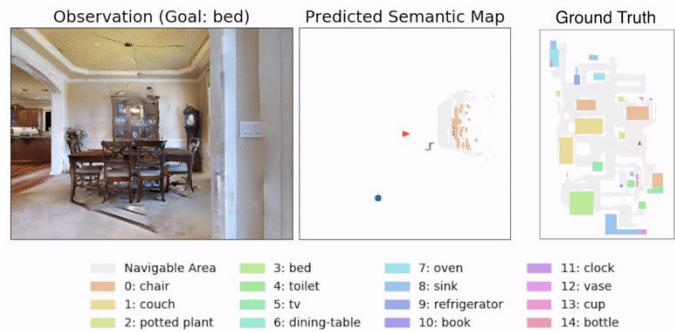 Observation (Goal: bed) Predicted Semantic Map Ground Truth
Navigable Area 3: bed 7: oven 11: clock
0: chair 4: toilet 8: sink 12: vase
1: couch 5: tv 9: refrigerator 13: cup
2: potted plant 6: dining-table 10: book 14: bottle